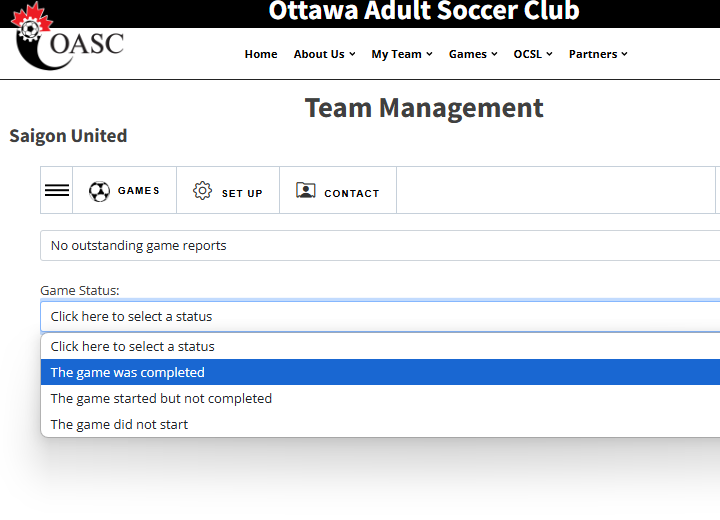 Ottawa Adult Soccer Club
OASC
Home About Us My Team Games OCSL Partners
Team Management
Saigon United
GAMES SET UP CONTACT
No outstanding game reports
Game Status:
Click here to select a status
Click here to select a status
The game was completed
The game started but not completed
The game did not start